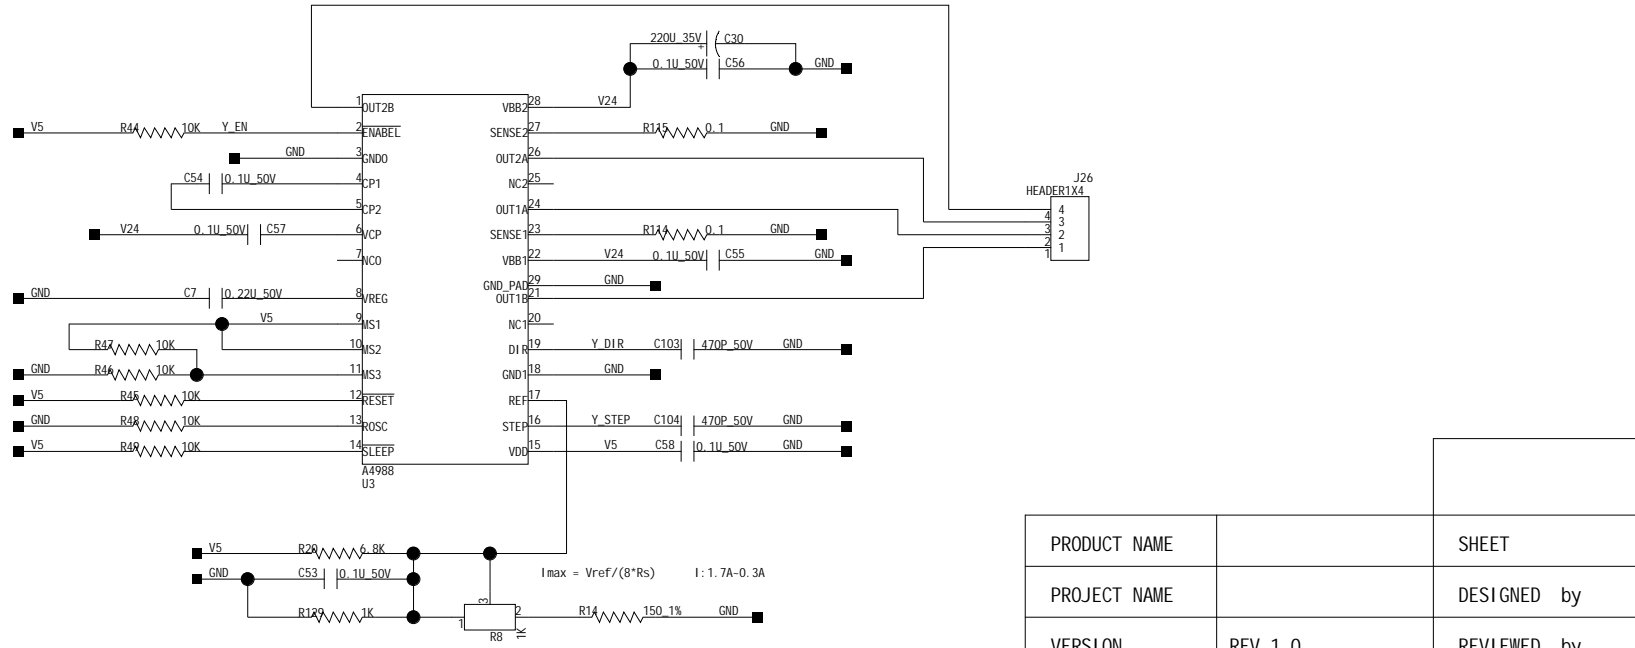 220U_35V + C30
0.1U_50V C56 GND
1 OUT2B VBB2 28 V24
V5 R44 10K Y_EN 2 ENABEL SENSE2 27 R115 0.1 GND
GND 3 GND0 OUT2A 26
C54 0.1U_50V 4 CP1 NC2 25
J26
HEADER1X4
5 CP2 OUT1A 24
4 4
V24 0.1U_50V C57 6 VCP SENSE1 23 R114 0.1 GND
3 3
2 2
1 1
7 NC0 VBB1 22 V24 0.1U_50V C55 GND
GND_PAD 29 GND
GND C7 0.22U_50V 8 VREG OUT1B 21
V5 9 MS1 NC1 20
R47 10K 10 MS2 DIR 19 Y_DIR C103 470P_50V GND
GND R46 10K 11 MS3 GND1 18 GND
V5 R45 10K 12 RESET REF 17
GND R48 10K 13 ROSC STEP 16 Y_STEP C104 470P_50V GND
V5 R49 10K 14 SLEEP VDD 15 V5 C58 0.1U_50V GND
A4988
U3
V5 R20 6.8K
GND C53 0.1U_50V Imax = Vref/(8*Rs) I:1.7A~0.3A
R139 1K 1 3 2 R14 150_1% GND
R8 1K
PRODUCT NAME SHEET
PROJECT NAME DESIGNED by
VERSION REV 1.0 REVIEWED by